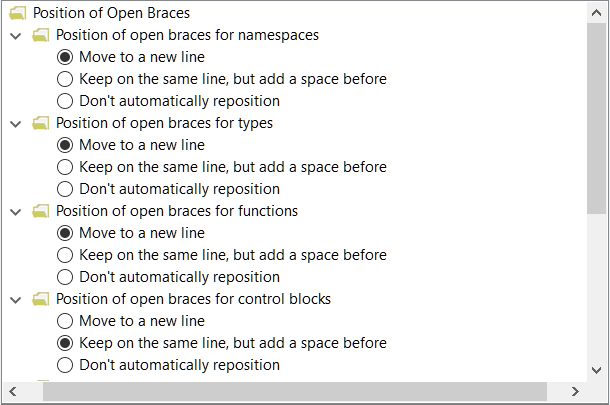 Position of Open Braces
Position of open braces for namespaces
Move to a new line
Keep on the same line, but add a space before
Don't automatically reposition
Position of open braces for types
Move to a new line
Keep on the same line, but add a space before
Don't automatically reposition
Position of open braces for functions
Move to a new line
Keep on the same line, but add a space before
Don't automatically reposition
Position of open braces for control blocks
Move to a new line
Keep on the same line, but add a space before
Don't automatically reposition